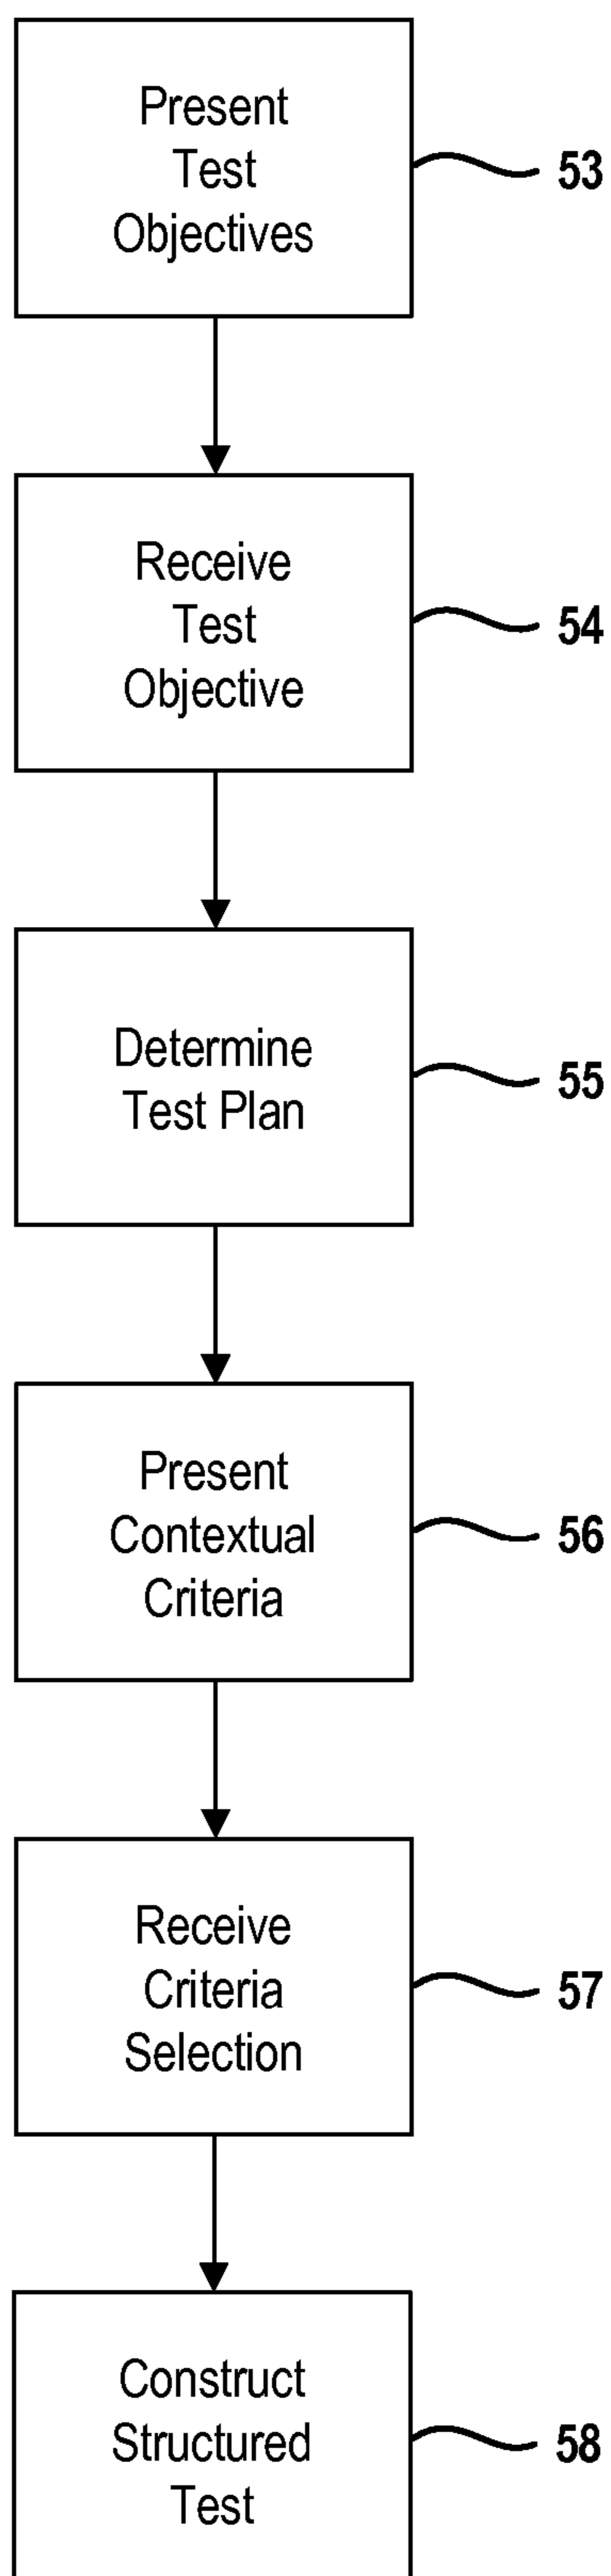 Present
Test
Objectives
53
Receive
Test
Objective
54
Determine
Test Plan
55
Present
Contextual
Criteria
56
Receive
Criteria
Selection
57
Construct
Structured
Test
58